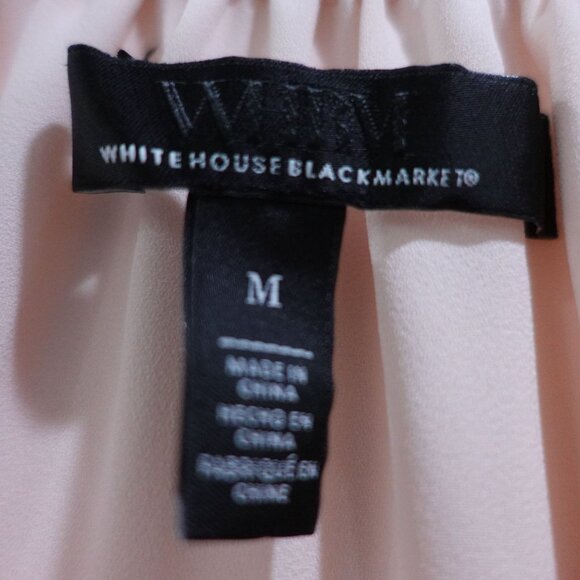 WHBM
WHITE HOUSE BLACK MARKET®
M
MADE IN
CHINA
HECHO EN
CHINA
FABRIQUÉ EN
CHINE